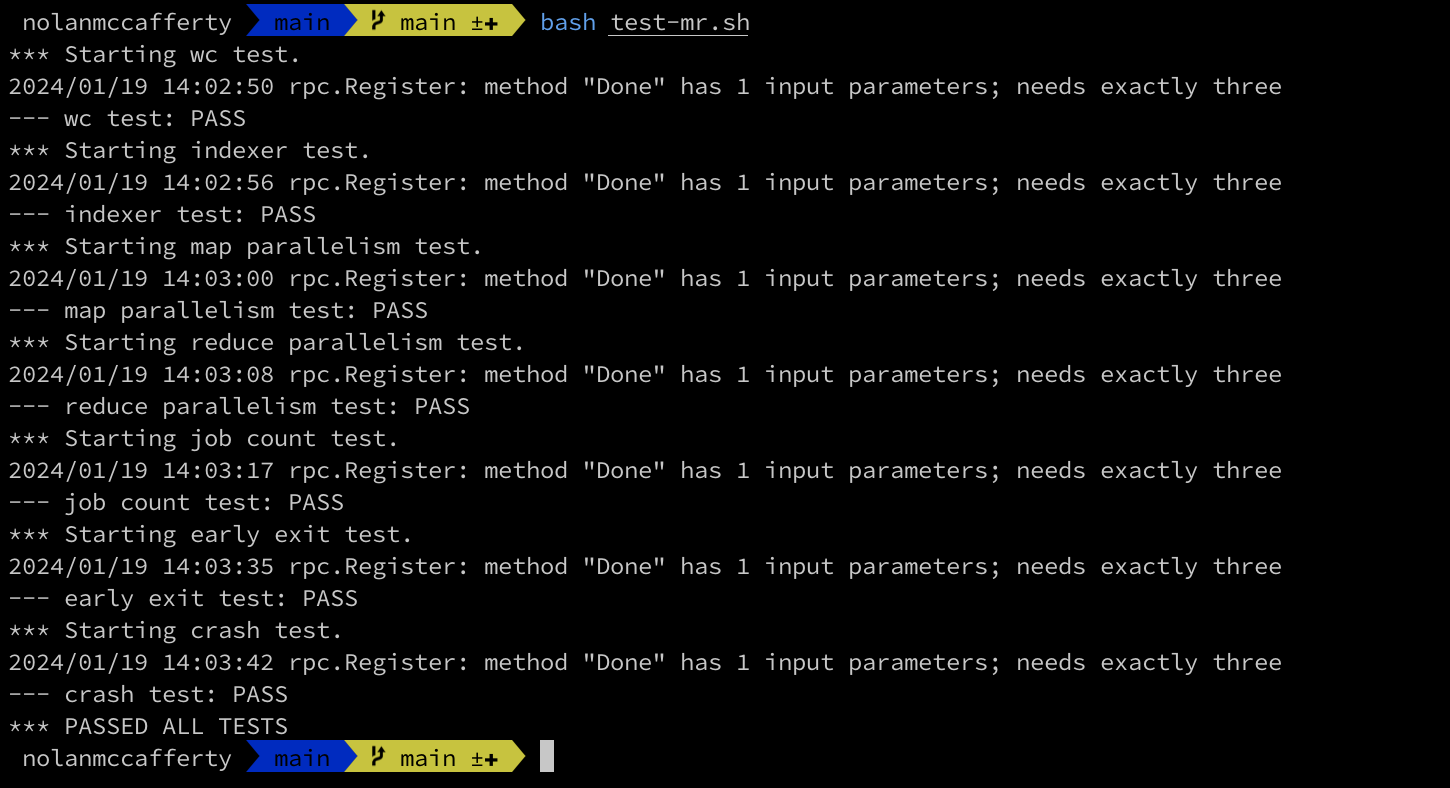 nolanmccafferty main main ±+ bash test-mr.sh
*** Starting wc test.
2024/01/19 14:02:50 rpc.Register: method "Done" has 1 input parameters; needs exactly three
--- wc test: PASS
*** Starting indexer test.
2024/01/19 14:02:56 rpc.Register: method "Done" has 1 input parameters; needs exactly three
--- indexer test: PASS
*** Starting map parallelism test.
2024/01/19 14:03:00 rpc.Register: method "Done" has 1 input parameters; needs exactly three
--- map parallelism test: PASS
*** Starting reduce parallelism test.
2024/01/19 14:03:08 rpc.Register: method "Done" has 1 input parameters; needs exactly three
--- reduce parallelism test: PASS
*** Starting job count test.
2024/01/19 14:03:17 rpc.Register: method "Done" has 1 input parameters; needs exactly three
--- job count test: PASS
*** Starting early exit test.
2024/01/19 14:03:35 rpc.Register: method "Done" has 1 input parameters; needs exactly three
--- early exit test: PASS
*** Starting crash test.
2024/01/19 14:03:42 rpc.Register: method "Done" has 1 input parameters; needs exactly three
--- crash test: PASS
*** PASSED ALL TESTS
nolanmccafferty main main ±+